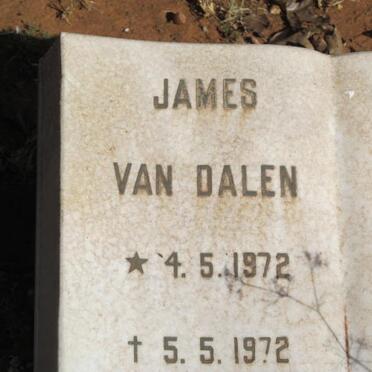 JAMES
VAN DALEN
★ 4. 5. 1972
† 5. 5. 1972